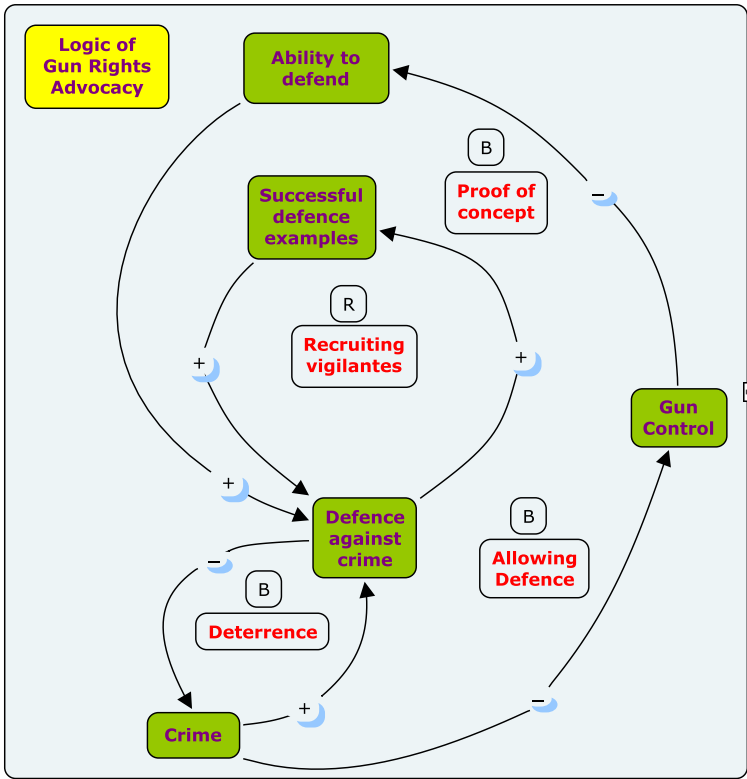 Logic of
Gun Rights
Advocacy
Ability to
defend
B
Proof of
concept
–
Successful
defence
examples
R
Recruiting
vigilantes
+
+
Gun
Control
+
Defence
against
crime
B
Allowing
Defence
–
B
Deterrence
+
–
Crime